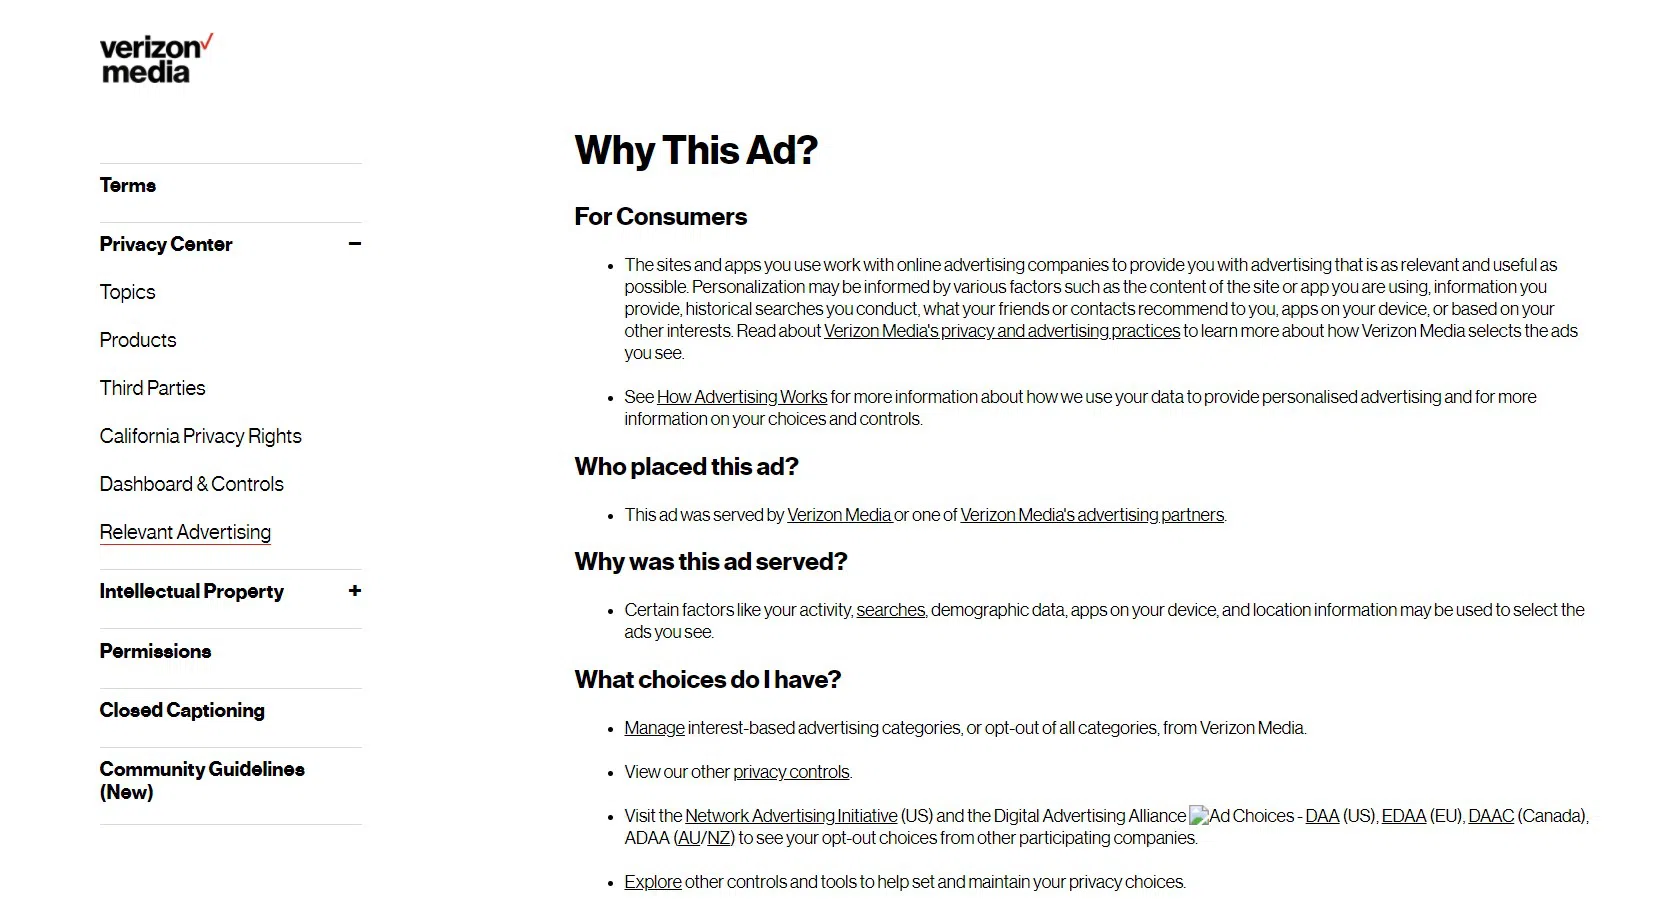 verizon✓
media
Terms
Privacy Center −
Topics
Products
Third Parties
California Privacy Rights
Dashboard & Controls
Relevant Advertising
Intellectual Property +
Permissions
Closed Captioning
Community Guidelines
(New)
Why This Ad?
For Consumers
• The sites and apps you use work with online advertising companies to provide you with advertising that is as relevant and useful as
possible. Personalization may be informed by various factors such as the content of the site or app you are using, information you
provide, historical searches you conduct, what your friends or contacts recommend to you, apps on your device, or based on your
other interests. Read about Verizon Media's privacy and advertising practices to learn more about how Verizon Media selects the ads
you see.
• See How Advertising Works for more information about how we use your data to provide personalised advertising and for more
information on your choices and controls.
Who placed this ad?
• This ad was served by Verizon Media or one of Verizon Media's advertising partners.
Why was this ad served?
• Certain factors like your activity, searches, demographic data, apps on your device, and location information may be used to select the
ads you see.
What choices do I have?
• Manage interest-based advertising categories, or opt-out of all categories, from Verizon Media.
• View our other privacy controls.
• Visit the Network Advertising Initiative (US) and the Digital Advertising Alliance Ad Choices - DAA (US), EDAA (EU), DAAC (Canada),
ADAA (AU/NZ) to see your opt-out choices from other participating companies.
• Explore other controls and tools to help set and maintain your privacy choices.